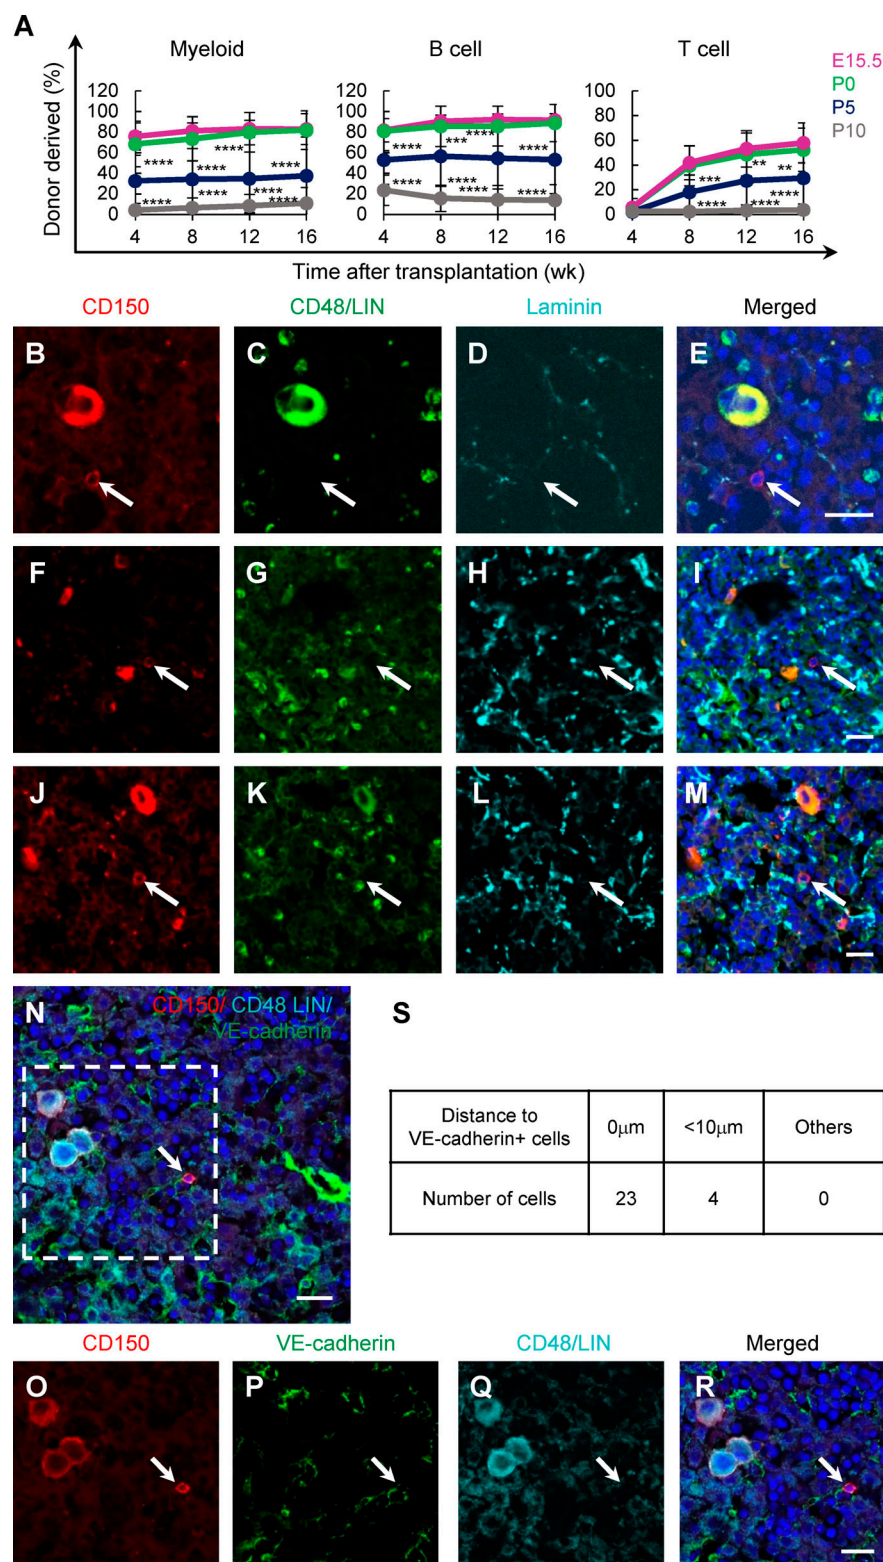 A
Myeloid
B cell
T cell
E15.5
P0
P5
P10
Donor derived (%)
120
100
80
60
40
20
0
**** **** ****
**** **** **** ****
4 8 12 16
120
100
80
60
40
20
0
**** *** **** ****
**** **** **** ****
4 8 12 16
100
80
60
40
20
0
*** ** **
**** **** ****
4 8 12 16
Time after transplantation (wk)
CD150 CD48/LIN Laminin Merged
B C D E
F G H I
J K L M
N
CD150/ CD48 LIN/
VE-cadherin
S
Distance to
VE-cadherin+ cells
0μm <10μm Others
Number of cells 23 4 0
CD150 VE-cadherin CD48/LIN Merged
O P Q R